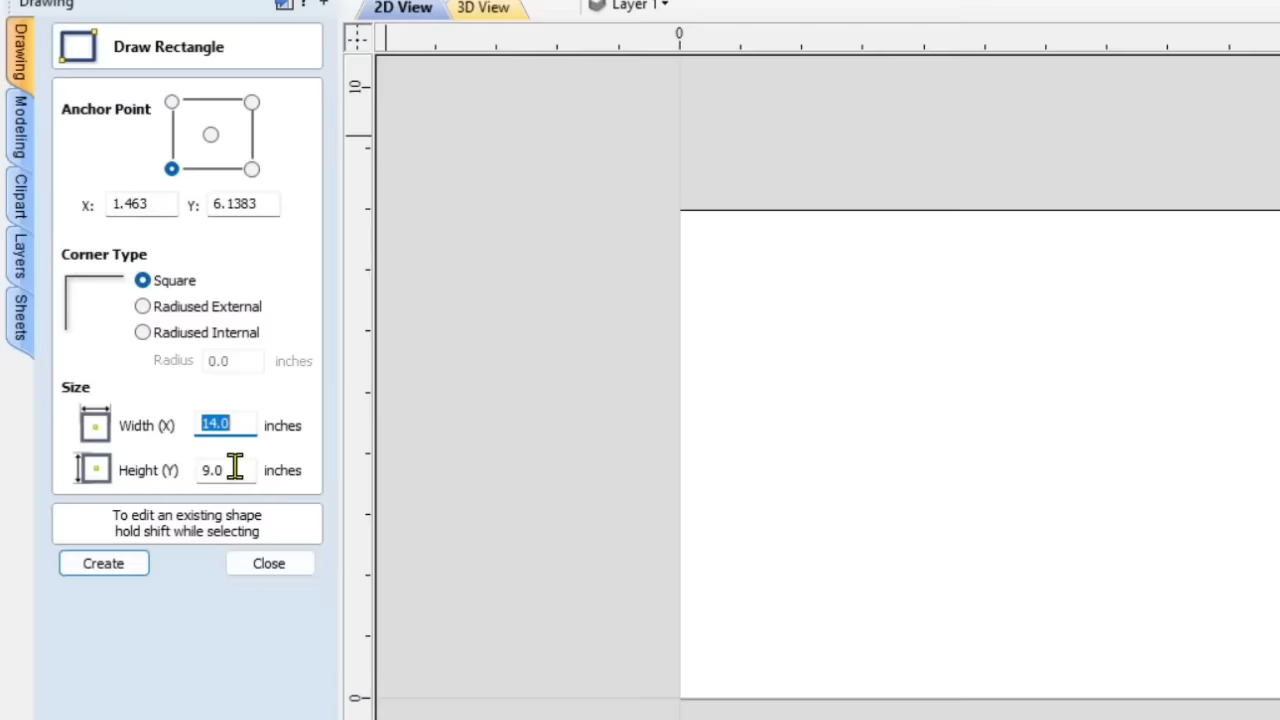 Drawing
2D View
3D View
Layer 1
Drawing
Modeling
Clipart
Layers
Sheets
Draw Rectangle
Anchor Point
X: 1.463 Y: 6.1383
Corner Type
Square
Radiused External
Radiused Internal
Radius 0.0 inches
Size
Width (X) 14.0 inches
Height (Y) 9.0 inches
To edit an existing shape
hold shift while selecting
Create Close
0
10
0